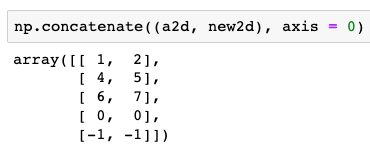 np.concatenate((a2d, new2d), axis = 0)
array([[ 1,  2],
       [ 4,  5],
       [ 6,  7],
       [ 0,  0],
       [-1, -1]])